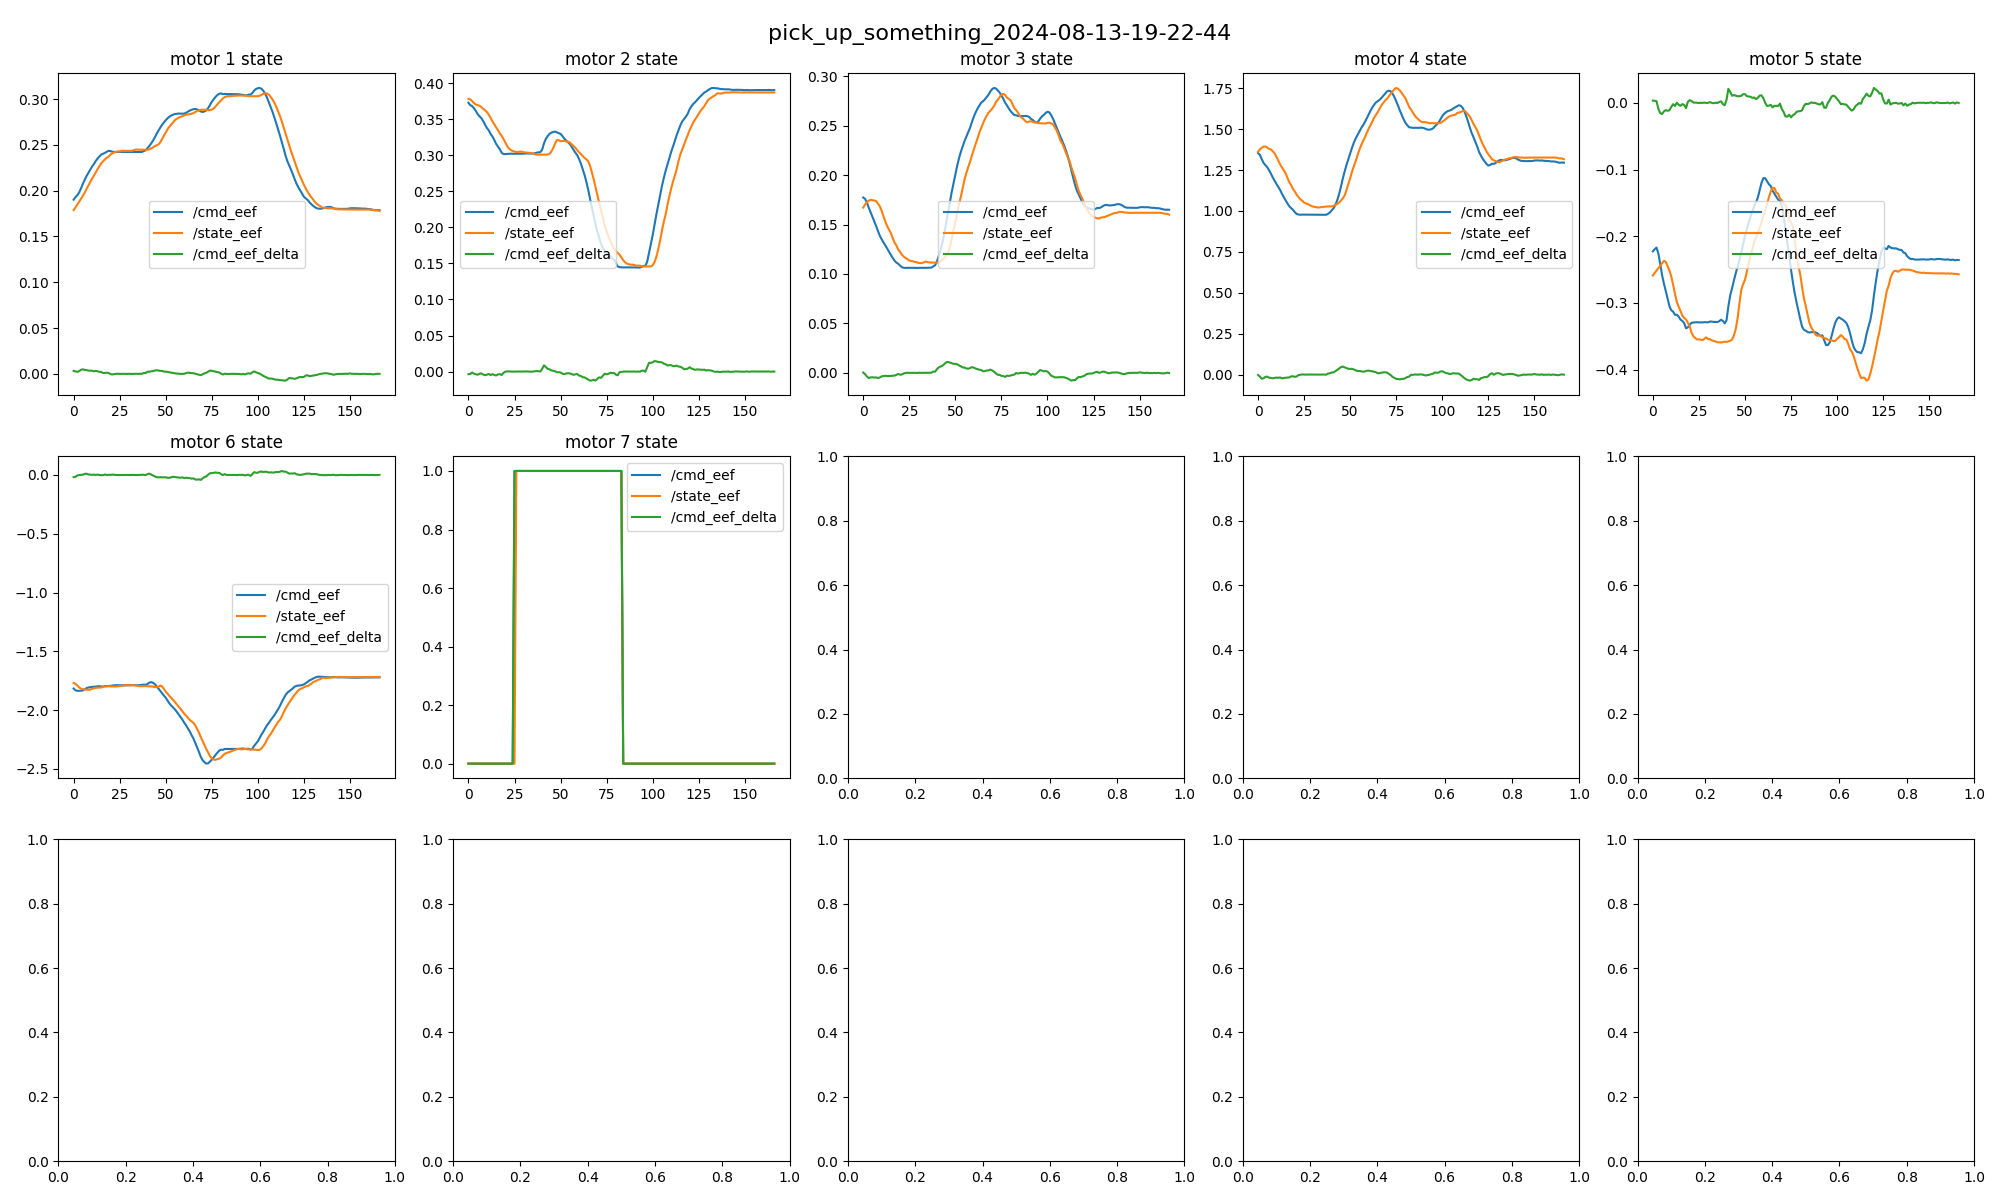 pick_up_something_2024-08-13-19-22-44
motor 1 state
0.30
0.25
0.20
0.15
0.10
0.05
0.00
/cmd_eef
/state_eef
/cmd_eef_delta
0 25 50 75 100 125 150
motor 2 state
0.40
0.35
0.30
0.25
0.20
0.15
0.10
0.05
0.00
/cmd_eef
/state_eef
/cmd_eef_delta
0 25 50 75 100 125 150
motor 3 state
0.30
0.25
0.20
0.15
0.10
0.05
0.00
/cmd_eef
/state_eef
/cmd_eef_delta
0 25 50 75 100 125 150
motor 4 state
1.75
1.50
1.25
1.00
0.75
0.50
0.25
0.00
/cmd_eef
/state_eef
/cmd_eef_delta
0 25 50 75 100 125 150
motor 5 state
0.0
−0.1
−0.2
−0.3
−0.4
/cmd_eef
/state_eef
/cmd_eef_delta
0 25 50 75 100 125 150
motor 6 state
0.0
−0.5
−1.0
−1.5
−2.0
−2.5
/cmd_eef
/state_eef
/cmd_eef_delta
0 25 50 75 100 125 150
motor 7 state
1.0
0.8
0.6
0.4
0.2
0.0
/cmd_eef
/state_eef
/cmd_eef_delta
0 25 50 75 100 125 150
1.0
0.8
0.6
0.4
0.2
0.0
0.0 0.2 0.4 0.6 0.8 1.0
1.0
0.8
0.6
0.4
0.2
0.0
0.0 0.2 0.4 0.6 0.8 1.0
1.0
0.8
0.6
0.4
0.2
0.0
0.0 0.2 0.4 0.6 0.8 1.0
1.0
0.8
0.6
0.4
0.2
0.0
0.0 0.2 0.4 0.6 0.8 1.0
1.0
0.8
0.6
0.4
0.2
0.0
0.0 0.2 0.4 0.6 0.8 1.0
1.0
0.8
0.6
0.4
0.2
0.0
0.0 0.2 0.4 0.6 0.8 1.0
1.0
0.8
0.6
0.4
0.2
0.0
0.0 0.2 0.4 0.6 0.8 1.0
1.0
0.8
0.6
0.4
0.2
0.0
0.0 0.2 0.4 0.6 0.8 1.0